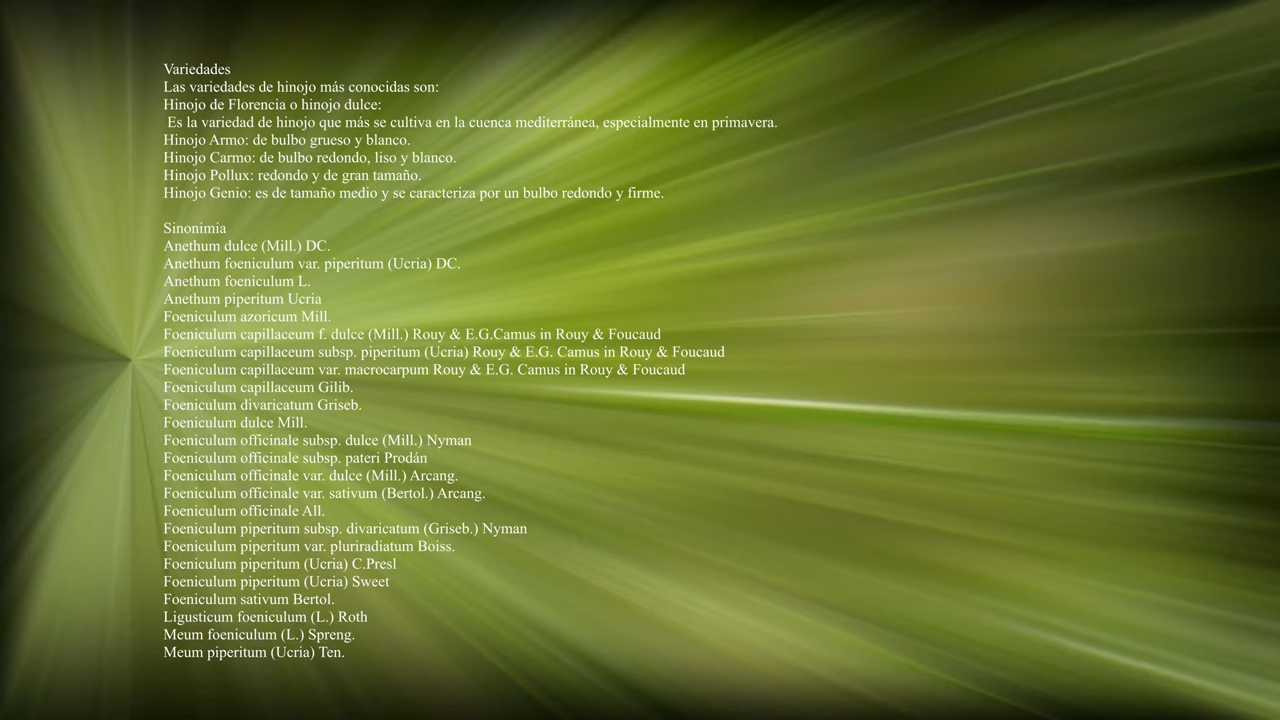 Variedades
Las variedades de hinojo más conocidas son:
Hinojo de Florencia o hinojo dulce:
Es la variedad de hinojo que más se cultiva en la cuenca mediterránea, especialmente en primavera.
Hinojo Armo: de bulbo grueso y blanco.
Hinojo Carmo: de bulbo redondo, liso y blanco.
Hinojo Pollux: redondo y de gran tamaño.
Hinojo Genio: es de tamaño medio y se caracteriza por un bulbo redondo y firme.
Sinonimia
Anethum dulce (Mill.) DC.
Anethum foeniculum var. piperitum (Ucria) DC.
Anethum foeniculum L.
Anethum piperitum Ucria
Foeniculum azoricum Mill.
Foeniculum capillaceum f. dulce (Mill.) Rouy & E.G.Camus in Rouy & Foucaud
Foeniculum capillaceum subsp. piperitum (Ucria) Rouy & E.G. Camus in Rouy & Foucaud
Foeniculum capillaceum var. macrocarpum Rouy & E.G. Camus in Rouy & Foucaud
Foeniculum capillaceum Gilib.
Foeniculum divaricatum Griseb.
Foeniculum dulce Mill.
Foeniculum officinale subsp. dulce (Mill.) Nyman
Foeniculum officinale subsp. pateri Prodán
Foeniculum officinale var. dulce (Mill.) Arcang.
Foeniculum officinale var. sativum (Bertol.) Arcang.
Foeniculum officinale All.
Foeniculum piperitum subsp. divaricatum (Griseb.) Nyman
Foeniculum piperitum var. pluriradiatum Boiss.
Foeniculum piperitum (Ucria) C.Presl
Foeniculum piperitum (Ucria) Sweet
Foeniculum sativum Bertol.
Ligusticum foeniculum (L.) Roth
Meum foeniculum (L.) Spreng.
Meum piperitum (Ucria) Ten.